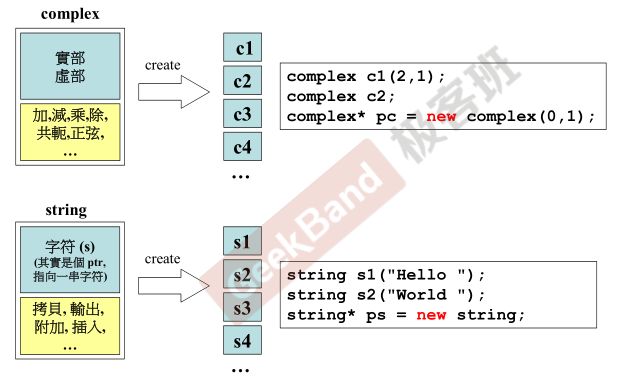 complex
實部
虛部
加,減,乘,除,
共軛,正弦,
...
create
c1
c2
c3
c4
...
complex c1(2,1);
complex c2;
complex* pc = new complex(0,1);
string
字符 (s)
(其實是個 ptr,
指向一串字符)
拷貝, 輸出,
附加, 插入,
...
create
s1
s2
s3
s4
...
string s1("Hello ");
string s2("World ");
string* ps = new string;
GeekBand 极客班